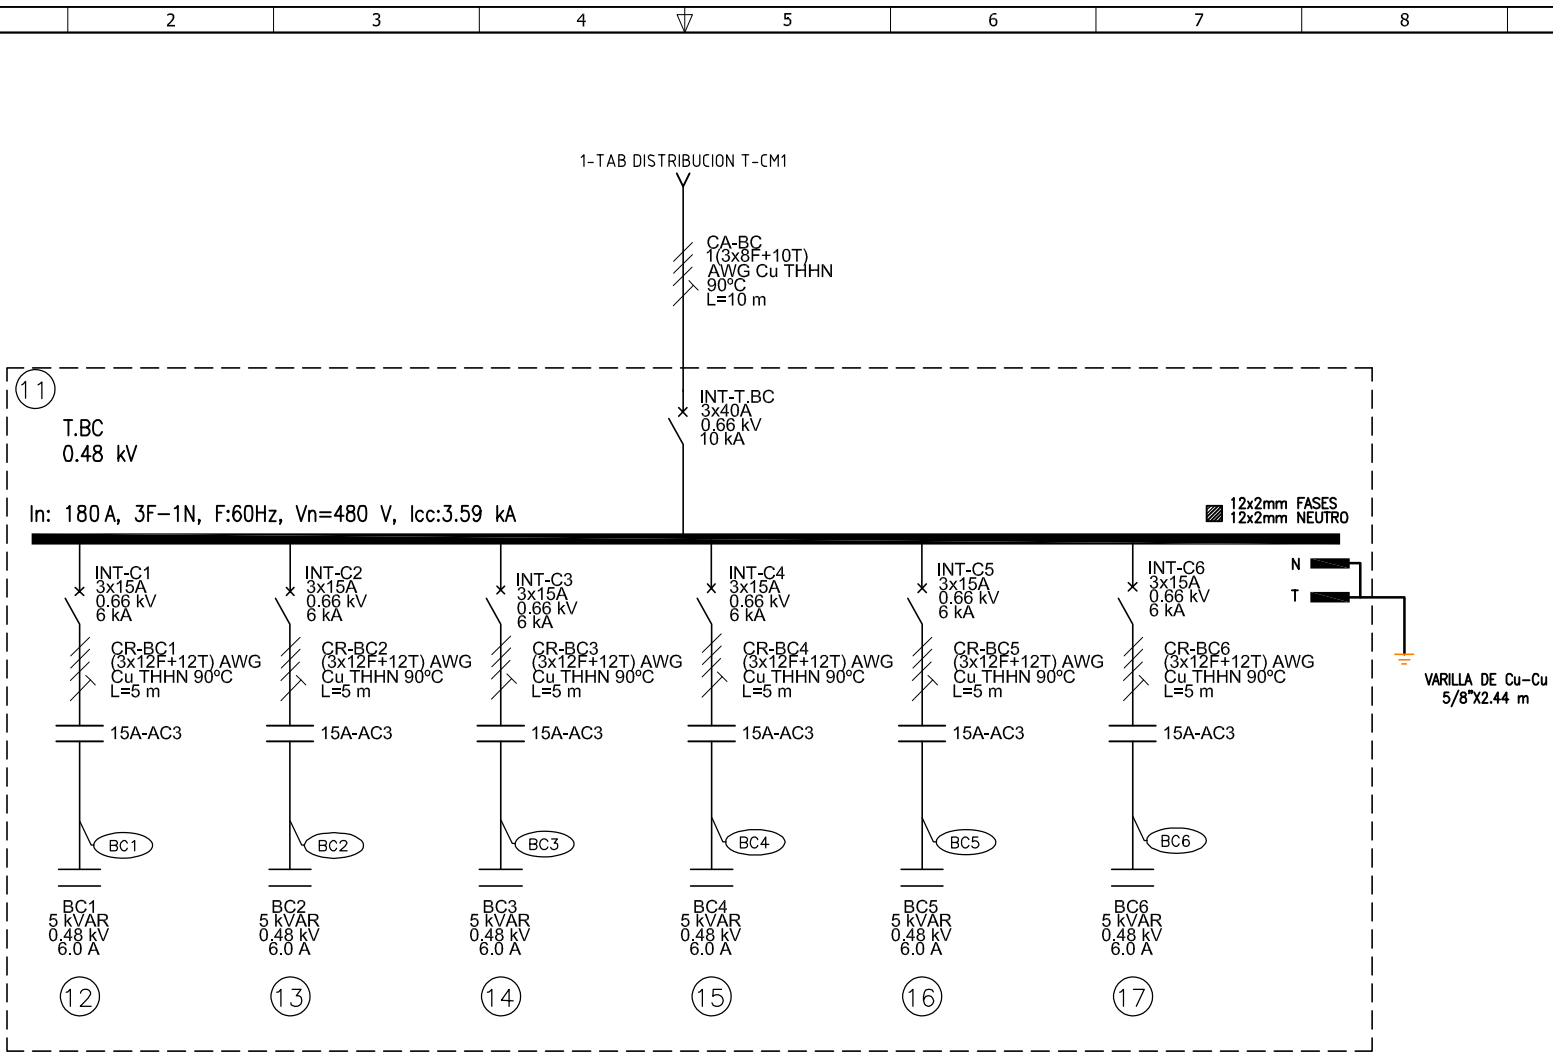 2 3 4 5 6 7 8
1-TAB DISTRIBUCION T-CM1
CA-BC
1(3x8F+10T)
AWG Cu THHN
90ºC
L=10 m
11
T.BC
0.48 kV
INT-T.BC
3x40A
0.66 kV
10 kA
In: 180 A, 3F-1N, F:60Hz, Vn=480 V, Icc:3.59 kA
12x2mm FASES
12x2mm NEUTRO
INT-C1
3x15A
0.66 kV
6 kA
CR-BC1
(3x12F+12T) AWG
Cu THHN 90ºC
L=5 m
15A-AC3
BC1
BC1
5 kVAR
0.48 kV
6.0 A
12
INT-C2
3x15A
0.66 kV
6 kA
CR-BC2
(3x12F+12T) AWG
Cu THHN 90ºC
L=5 m
15A-AC3
BC2
BC2
5 kVAR
0.48 kV
6.0 A
13
INT-C3
3x15A
0.66 kV
6 kA
CR-BC3
(3x12F+12T) AWG
Cu THHN 90ºC
L=5 m
15A-AC3
BC3
BC3
5 kVAR
0.48 kV
6.0 A
14
INT-C4
3x15A
0.66 kV
6 kA
CR-BC4
(3x12F+12T) AWG
Cu THHN 90ºC
L=5 m
15A-AC3
BC4
BC4
5 kVAR
0.48 kV
6.0 A
15
INT-C5
3x15A
0.66 kV
6 kA
CR-BC5
(3x12F+12T) AWG
Cu THHN 90ºC
L=5 m
15A-AC3
BC5
BC5
5 kVAR
0.48 kV
6.0 A
16
INT-C6
3x15A
0.66 kV
6 kA
CR-BC6
(3x12F+12T) AWG
Cu THHN 90ºC
L=5 m
15A-AC3
BC6
BC6
5 kVAR
0.48 kV
6.0 A
17
N
T
VARILLA DE Cu-Cu
5/8"X2.44 m